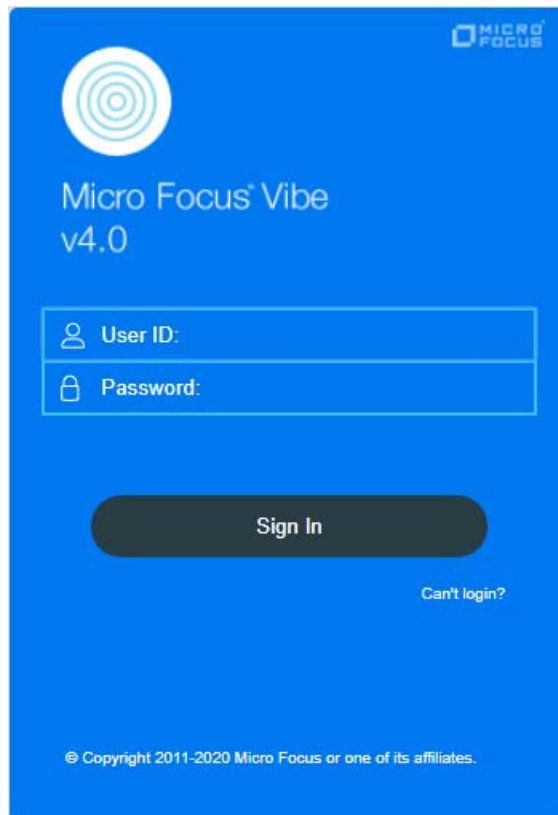 MICRO
FOCUS
Micro Focus® Vibe
v4.0
User ID:
Password:
Sign In
Can't login?
© Copyright 2011-2020 Micro Focus or one of its affiliates.